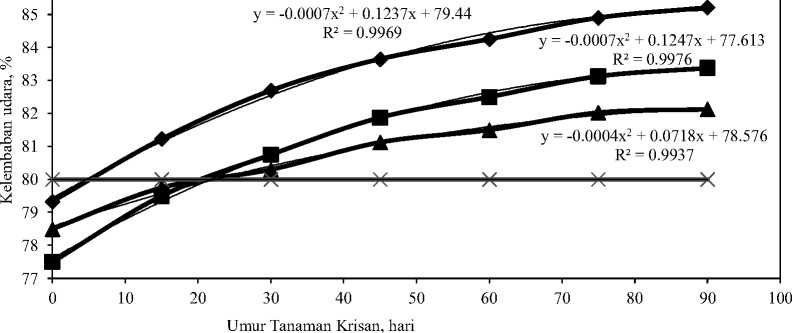 85
84
83
82
81
80
79
78
77
Kelembaban udara, %
y = -0.0007x² + 0.1237x + 79.44
R² = 0.9969
y = -0.0007x² + 0.1247x + 77.613
R² = 0.9976
y = -0.0004x² + 0.0718x + 78.576
R² = 0.9937
0 10 20 30 40 50 60 70 80 90 100
Umur Tanaman Krisan, hari